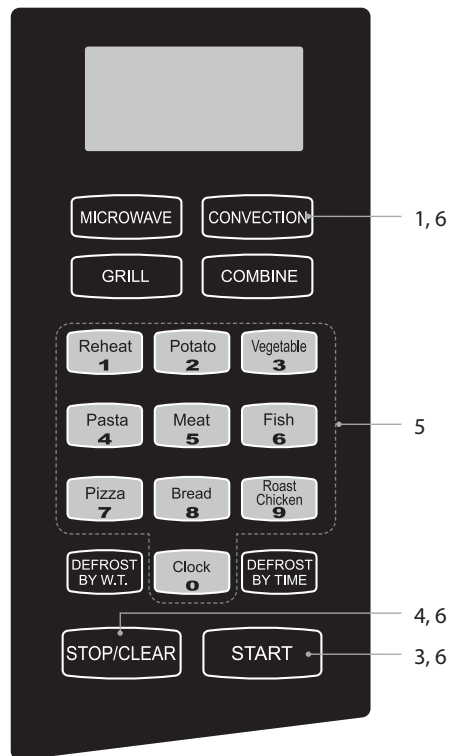 MICROWAVE CONVECTION 1, 6
GRILL COMBINE
Reheat Potato Vegetable
1 2 3
Pasta Meat Fish
4 5 6
5
Pizza Bread Roast
Chicken
7 8 9
DEFROST
BY W.T.
Clock
0
DEFROST
BY TIME
4, 6
STOP/CLEAR START 3, 6